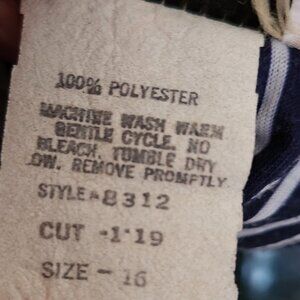 100% POLYESTER
MACHINE WASH WARM
GENTLE CYCLE. NO
BLEACH. TUMBLE DRY
OW. REMOVE PROMPTLY
STYLE-8312
CUT -1-19
SIZE - 16